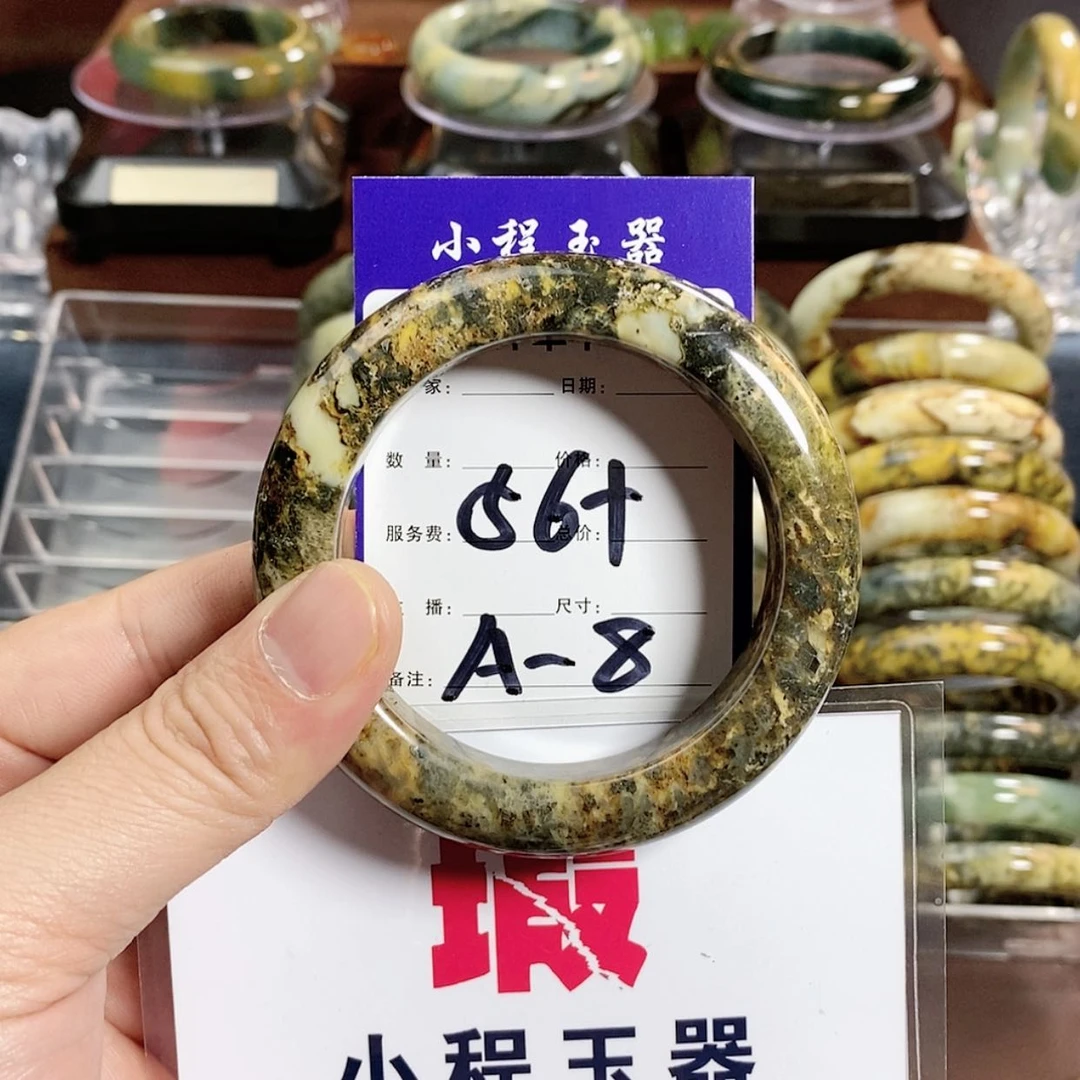 小程玉器
家: 日期:
数 量: 价格:
56+
服务费: 总价:
播: 尺寸:
A-8
备注:
瑕
小程玉器